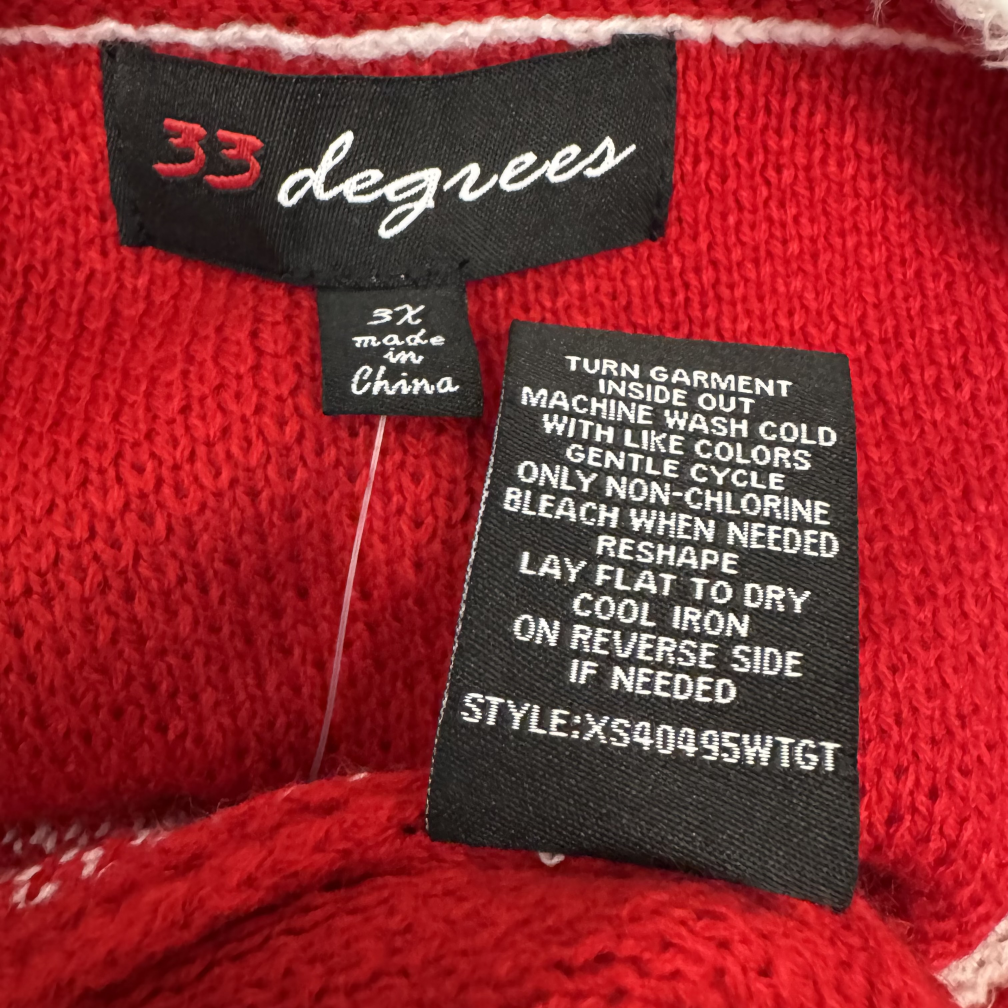 33 degrees
3X
made
in
China
TURN GARMENT
INSIDE OUT
MACHINE WASH COLD
WITH LIKE COLORS
GENTLE CYCLE
ONLY NON-CHLORINE
BLEACH WHEN NEEDED
RESHAPE
LAY FLAT TO DRY
COOL IRON
ON REVERSE SIDE
IF NEEDED
STYLE:XS40495WTGT